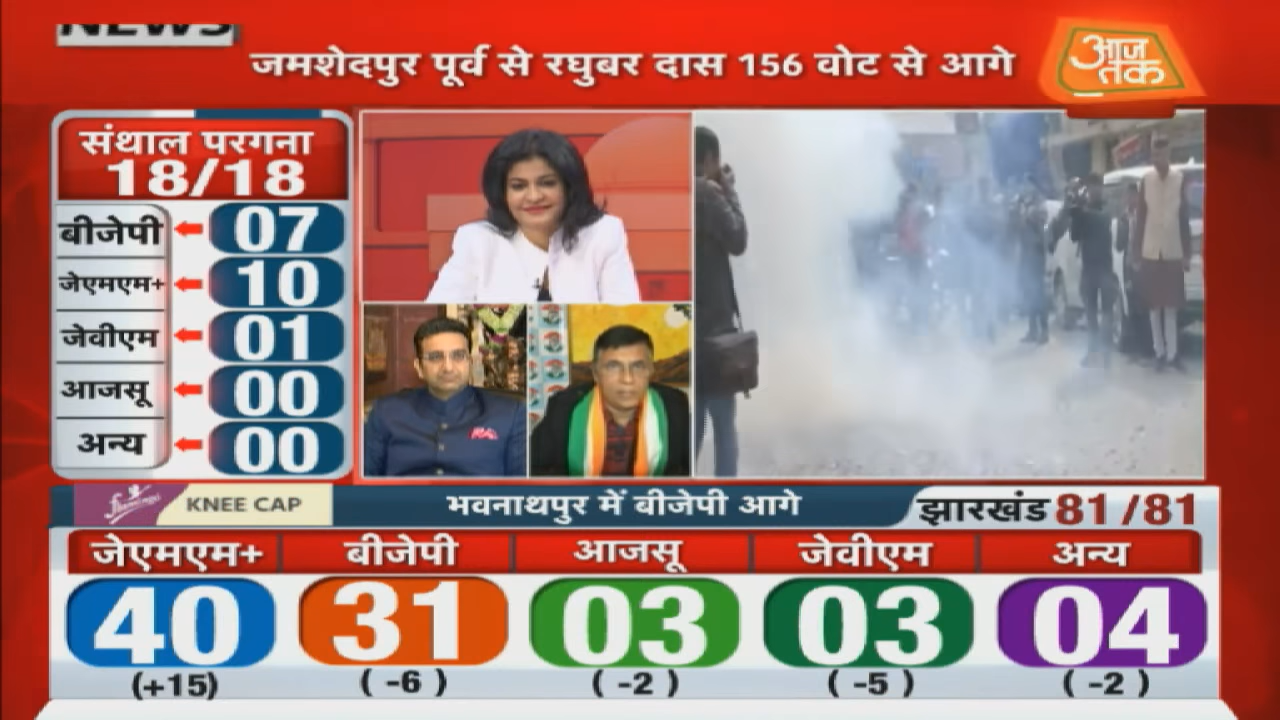 NEWS
जमशेदपुर पूर्व से रघुबर दास 156 वोट से आगे
आज तक
संथाल परगना
18/18
बीजेपी 07
जेएमएम+ 10
जेवीएम 01
आजसू 00
अन्य 00
KNEE CAP
भवनाथपुर में बीजेपी आगे
झारखंड 81/81
जेएमएम+ बीजेपी आजसू जेवीएम अन्य
40 31 03 03 04
(+15) (-6) (-2) (-5) (-2)